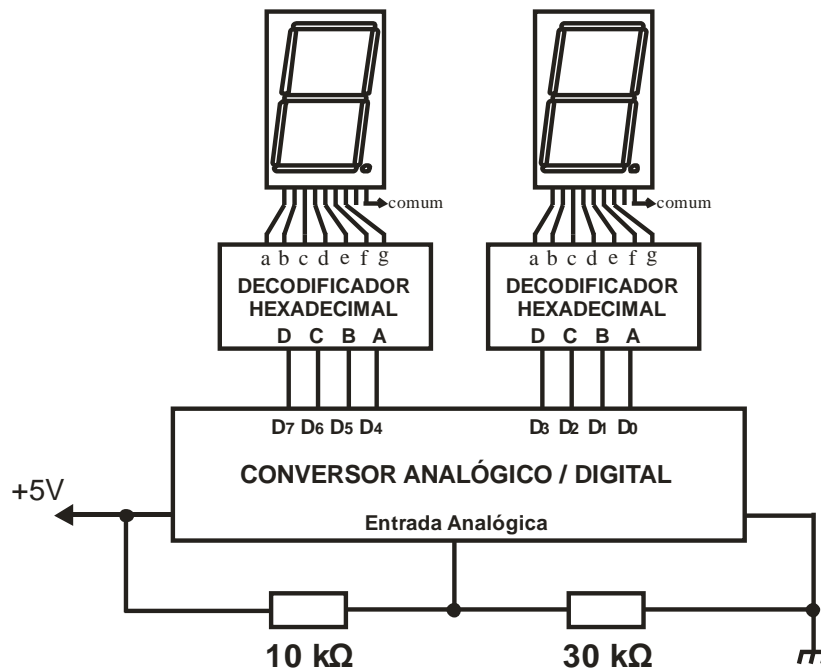 comum comum
a b c d e f g a b c d e f g
DECODIFICADOR DECODIFICADOR
HEXADECIMAL HEXADECIMAL
D C B A D C B A
D7 D6 D5 D4 D3 D2 D1 D0
CONVERSOR ANALÓGICO / DIGITAL
+5V
Entrada Analógica
10 kΩ 30 kΩ